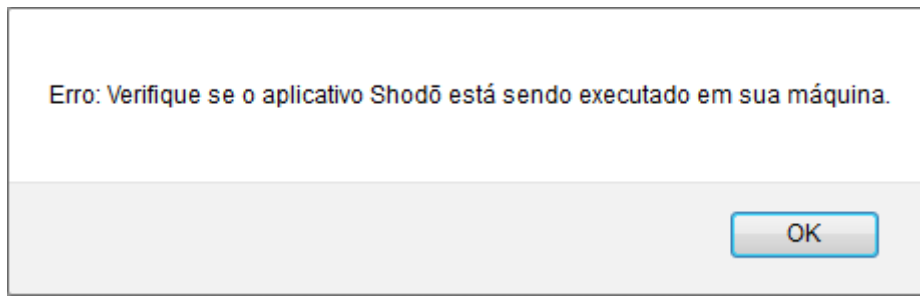 Erro: Verifique se o aplicativo Shodō está sendo executado em sua máquina.
OK